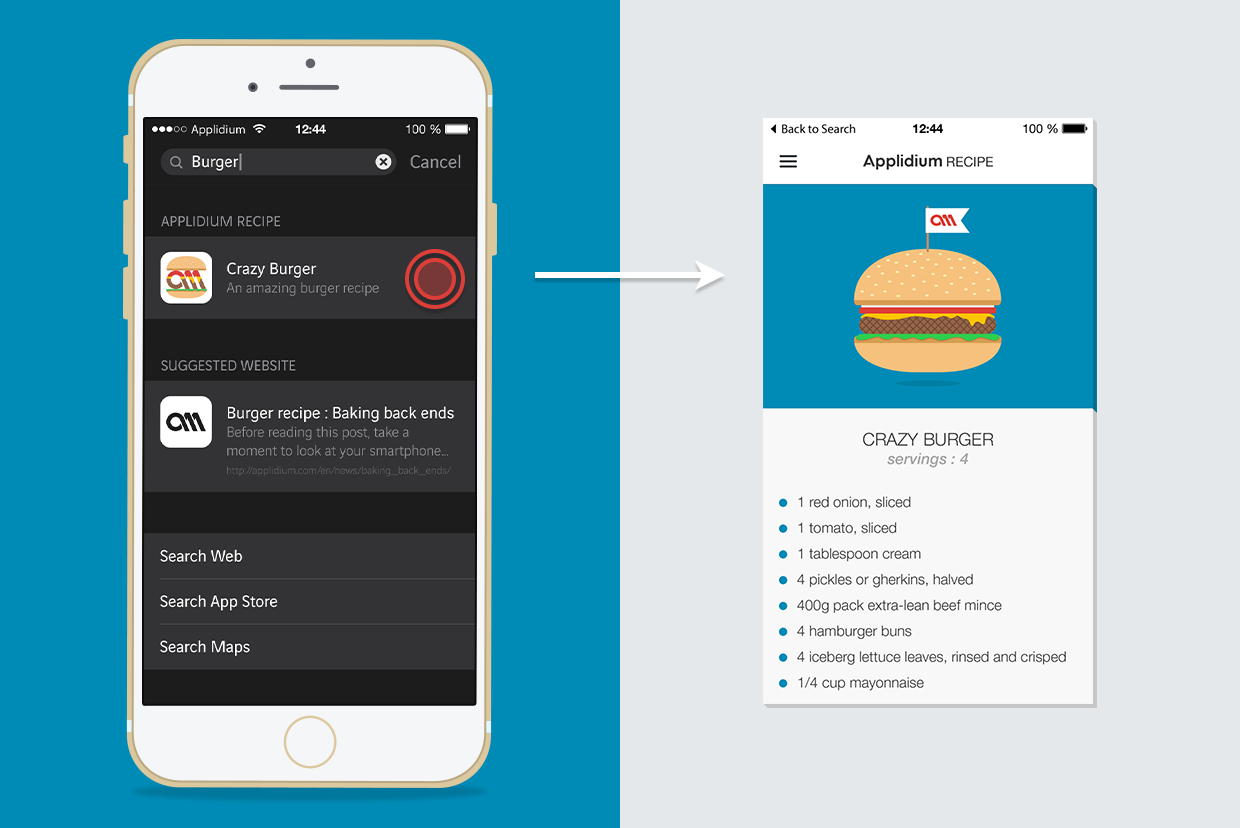 Applidium 12:44 100 %
Burger Cancel
APPLIDIUM RECIPE
Crazy Burger
An amazing burger recipe
SUGGESTED WEBSITE
Burger recipe : Baking back ends
Before reading this post, take a
moment to look at your smartphone...
http://applidium.com/en/news/baking_back_ends/
Search Web
Search App Store
Search Maps
Back to Search 12:44 100 %
Applidium RECIPE
CRAZY BURGER
servings : 4
1 red onion, sliced
1 tomato, sliced
1 tablespoon cream
4 pickles or gherkins, halved
400g pack extra-lean beef mince
4 hamburger buns
4 iceberg lettuce leaves, rinsed and crisped
1/4 cup mayonnaise